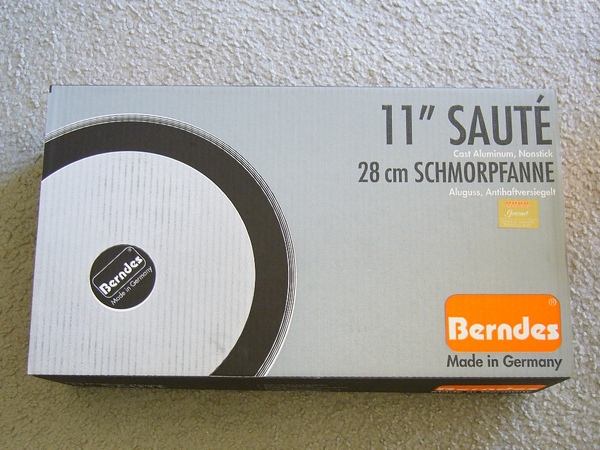 11" SAUTÉ
Cast Aluminum, Nonstick
28 cm SCHMORPFANNE
Aluguss, Antihaftversiegelt
Berndes®
Made in Germany
Berndes®
Made in Germany